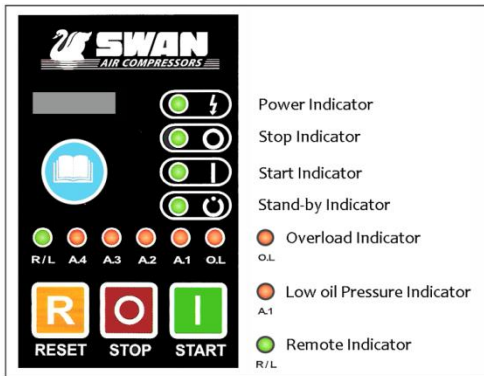 SWAN
AIR COMPRESSORS
Power Indicator
Stop Indicator
Start Indicator
Stand-by Indicator
R/L A.4 A.3 A.2 A.1 O.L
Overload Indicator
O.L
Low oil Pressure Indicator
A.1
Remote Indicator
R/L
R O I
RESET STOP START